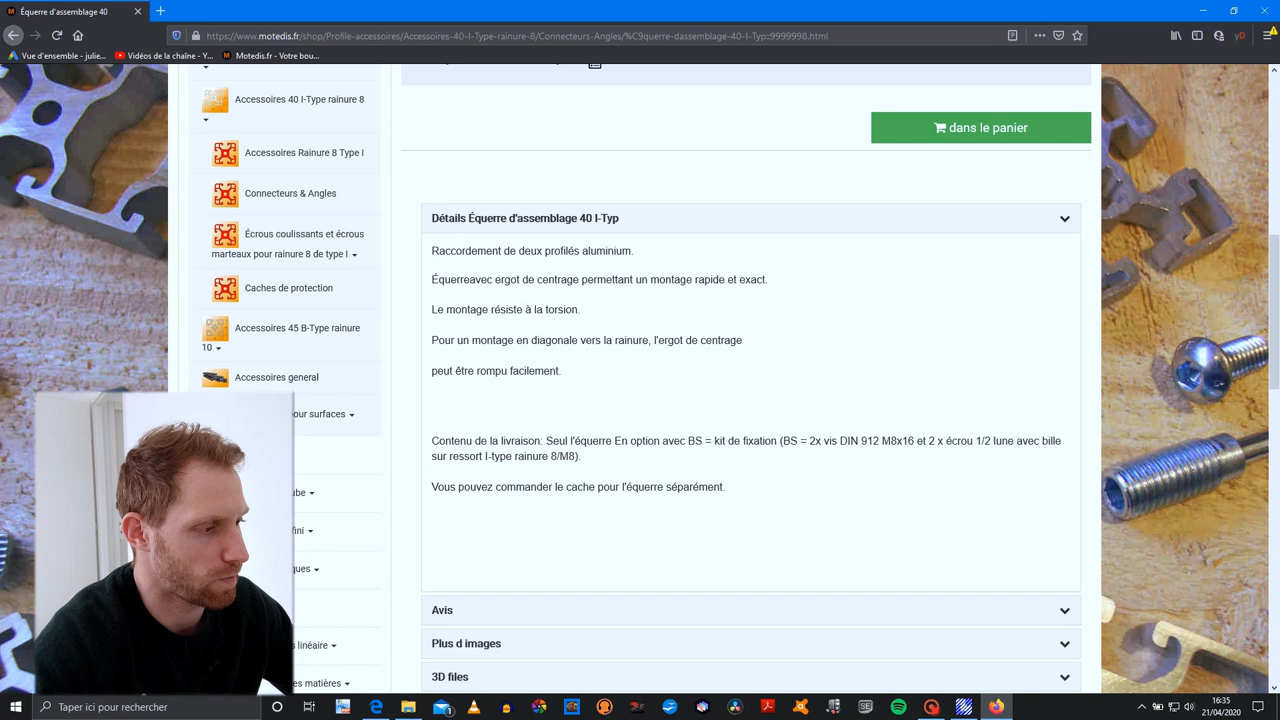 Équerre d'assemblage 40
https://www.motedis.fr/shop/Profile-accessoires/Accessoires-40-I-Type-rainure-8/Connecteurs-Angles/%C9querre-dassemblage-40-I-Typ::9999998.html
Vue d'ensemble - julie...
Vidéos de la chaîne - Y...
Motedis.fr - Votre bou...
Accessoires 40 I-Type rainure 8
Accessoires Rainure 8 Type I
Connecteurs & Angles
Écrous coulissants et écrous
marteaux pour rainure 8 de type I
Caches de protection
Accessoires 45 B-Type rainure
10
Accessoires general
our surfaces
ube
fini
ques
s linéaire
es matières
dans le panier
Détails Équerre d'assemblage 40 I-Typ
Raccordement de deux profilés aluminium.
Équerreavec ergot de centrage permettant un montage rapide et exact.
Le montage résiste à la torsion.
Pour un montage en diagonale vers la rainure, l'ergot de centrage
peut être rompu facilement.
Contenu de la livraison: Seul l'équerre En option avec BS = kit de fixation (BS = 2x vis DIN 912 M8x16 et 2 x écrou 1/2 lune avec bille
sur ressort I-type rainure 8/M8).
Vous pouvez commander le cache pour l'équerre séparément.
Avis
Plus d images
3D files
Taper ici pour rechercher
16:35
21/04/2020